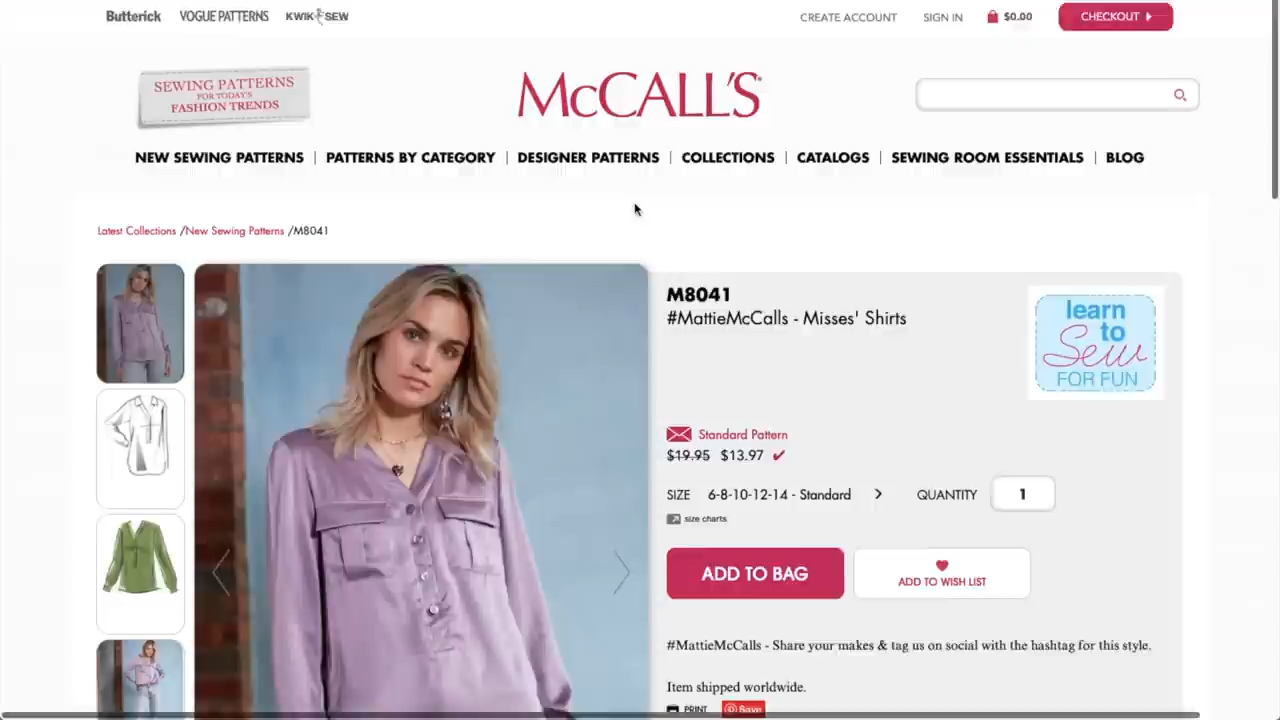 Butterick VOGUE PATTERNS KWIK SEW CREATE ACCOUNT SIGN IN $0.00 CHECKOUT
SEWING PATTERNS
FOR TODAY'S
FASHION TRENDS
McCALL'S
NEW SEWING PATTERNS | PATTERNS BY CATEGORY | DESIGNER PATTERNS | COLLECTIONS | CATALOGS | SEWING ROOM ESSENTIALS | BLOG
Latest Collections /New Sewing Patterns /M8041
M8041
#MattieMcCalls - Misses' Shirts
learn
to
Sew
FOR FUN
Standard Pattern
$19.95 $13.97
SIZE 6-8-10-12-14 - Standard QUANTITY 1
size charts
ADD TO BAG
ADD TO WISH LIST
#MattieMcCalls - Share your makes & tag us on social with the hashtag for this style.
Item shipped worldwide.
PRINT Save